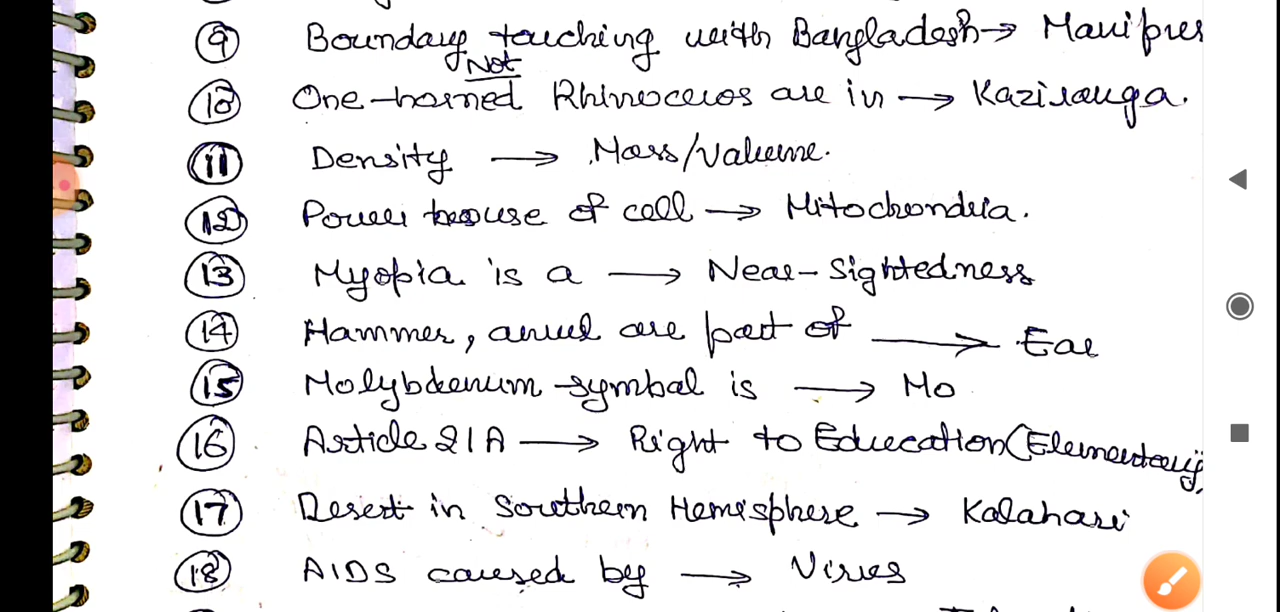 9 Boundary touching with Bangladesh → Manipur
Not
10 One-horned Rhinoceros are in → Kaziranga.
11 Density → Mass/Volume.
12 Power house of cell → Mitochondria.
13 Myopia is a → Near-Sightedness
14 Hammer, anvil are part of → Ear
15 Molybdenum symbol is → Mo
16 Article 21A → Right to Education (Elementary),
17 Desert in Southern Hemisphere → Kalahari
18 AIDS caused by → Virus